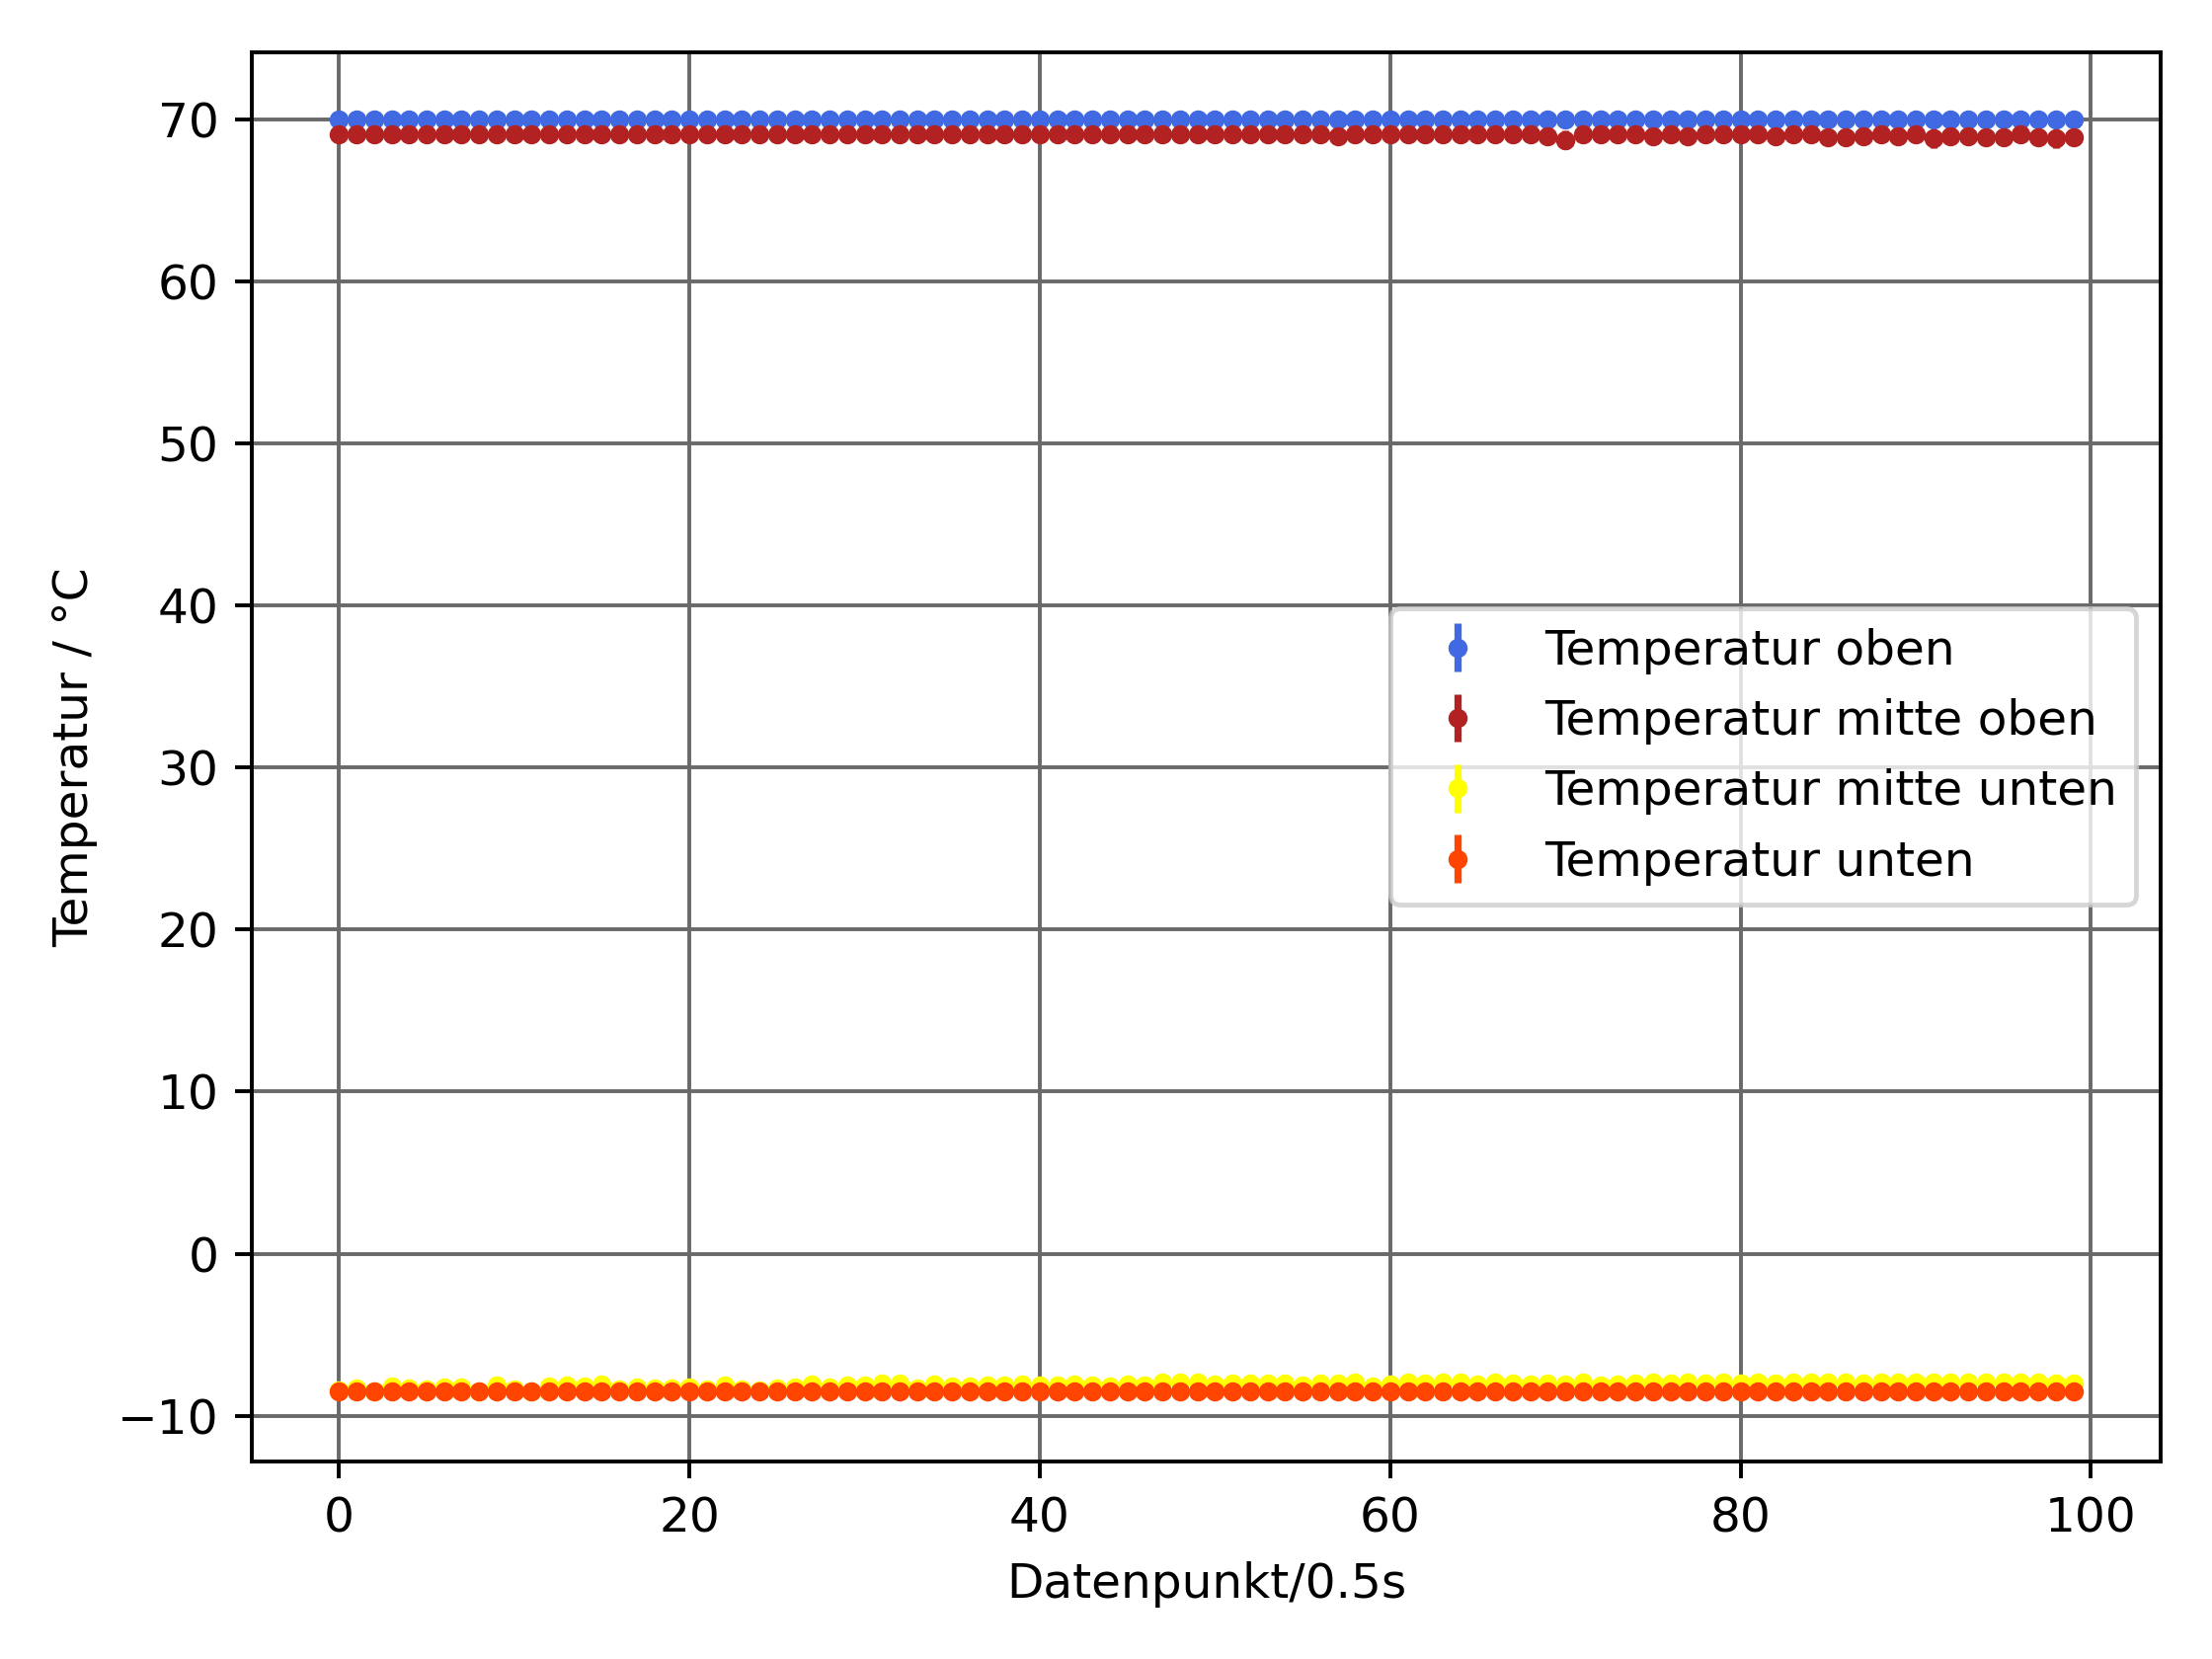 70
60
50
40
30
20
10
0
−10
Temperatur / °C
Temperatur oben
Temperatur mitte oben
Temperatur mitte unten
Temperatur unten
0 20 40 60 80 100
Datenpunkt/0.5s